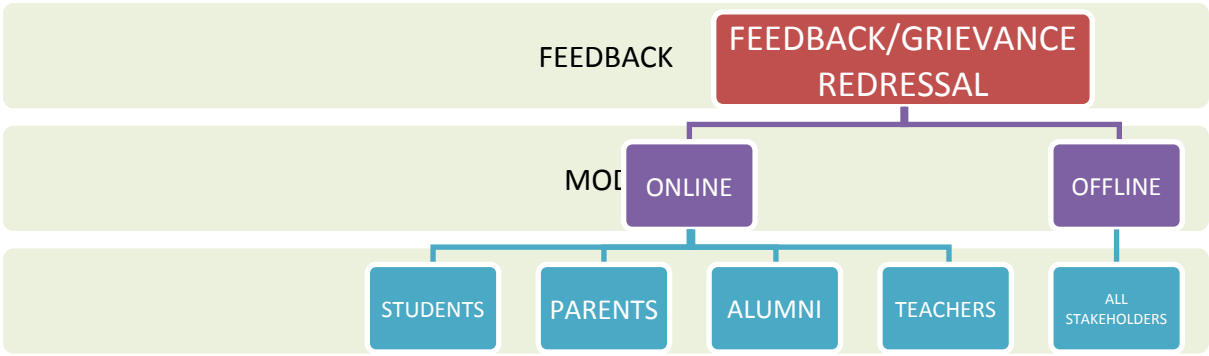 FEEDBACK
FEEDBACK/GRIEVANCE
REDRESSAL
ONLINE
OFFLINE
STUDENTS
PARENTS
ALUMNI
TEACHERS
ALL
STAKEHOLDERS